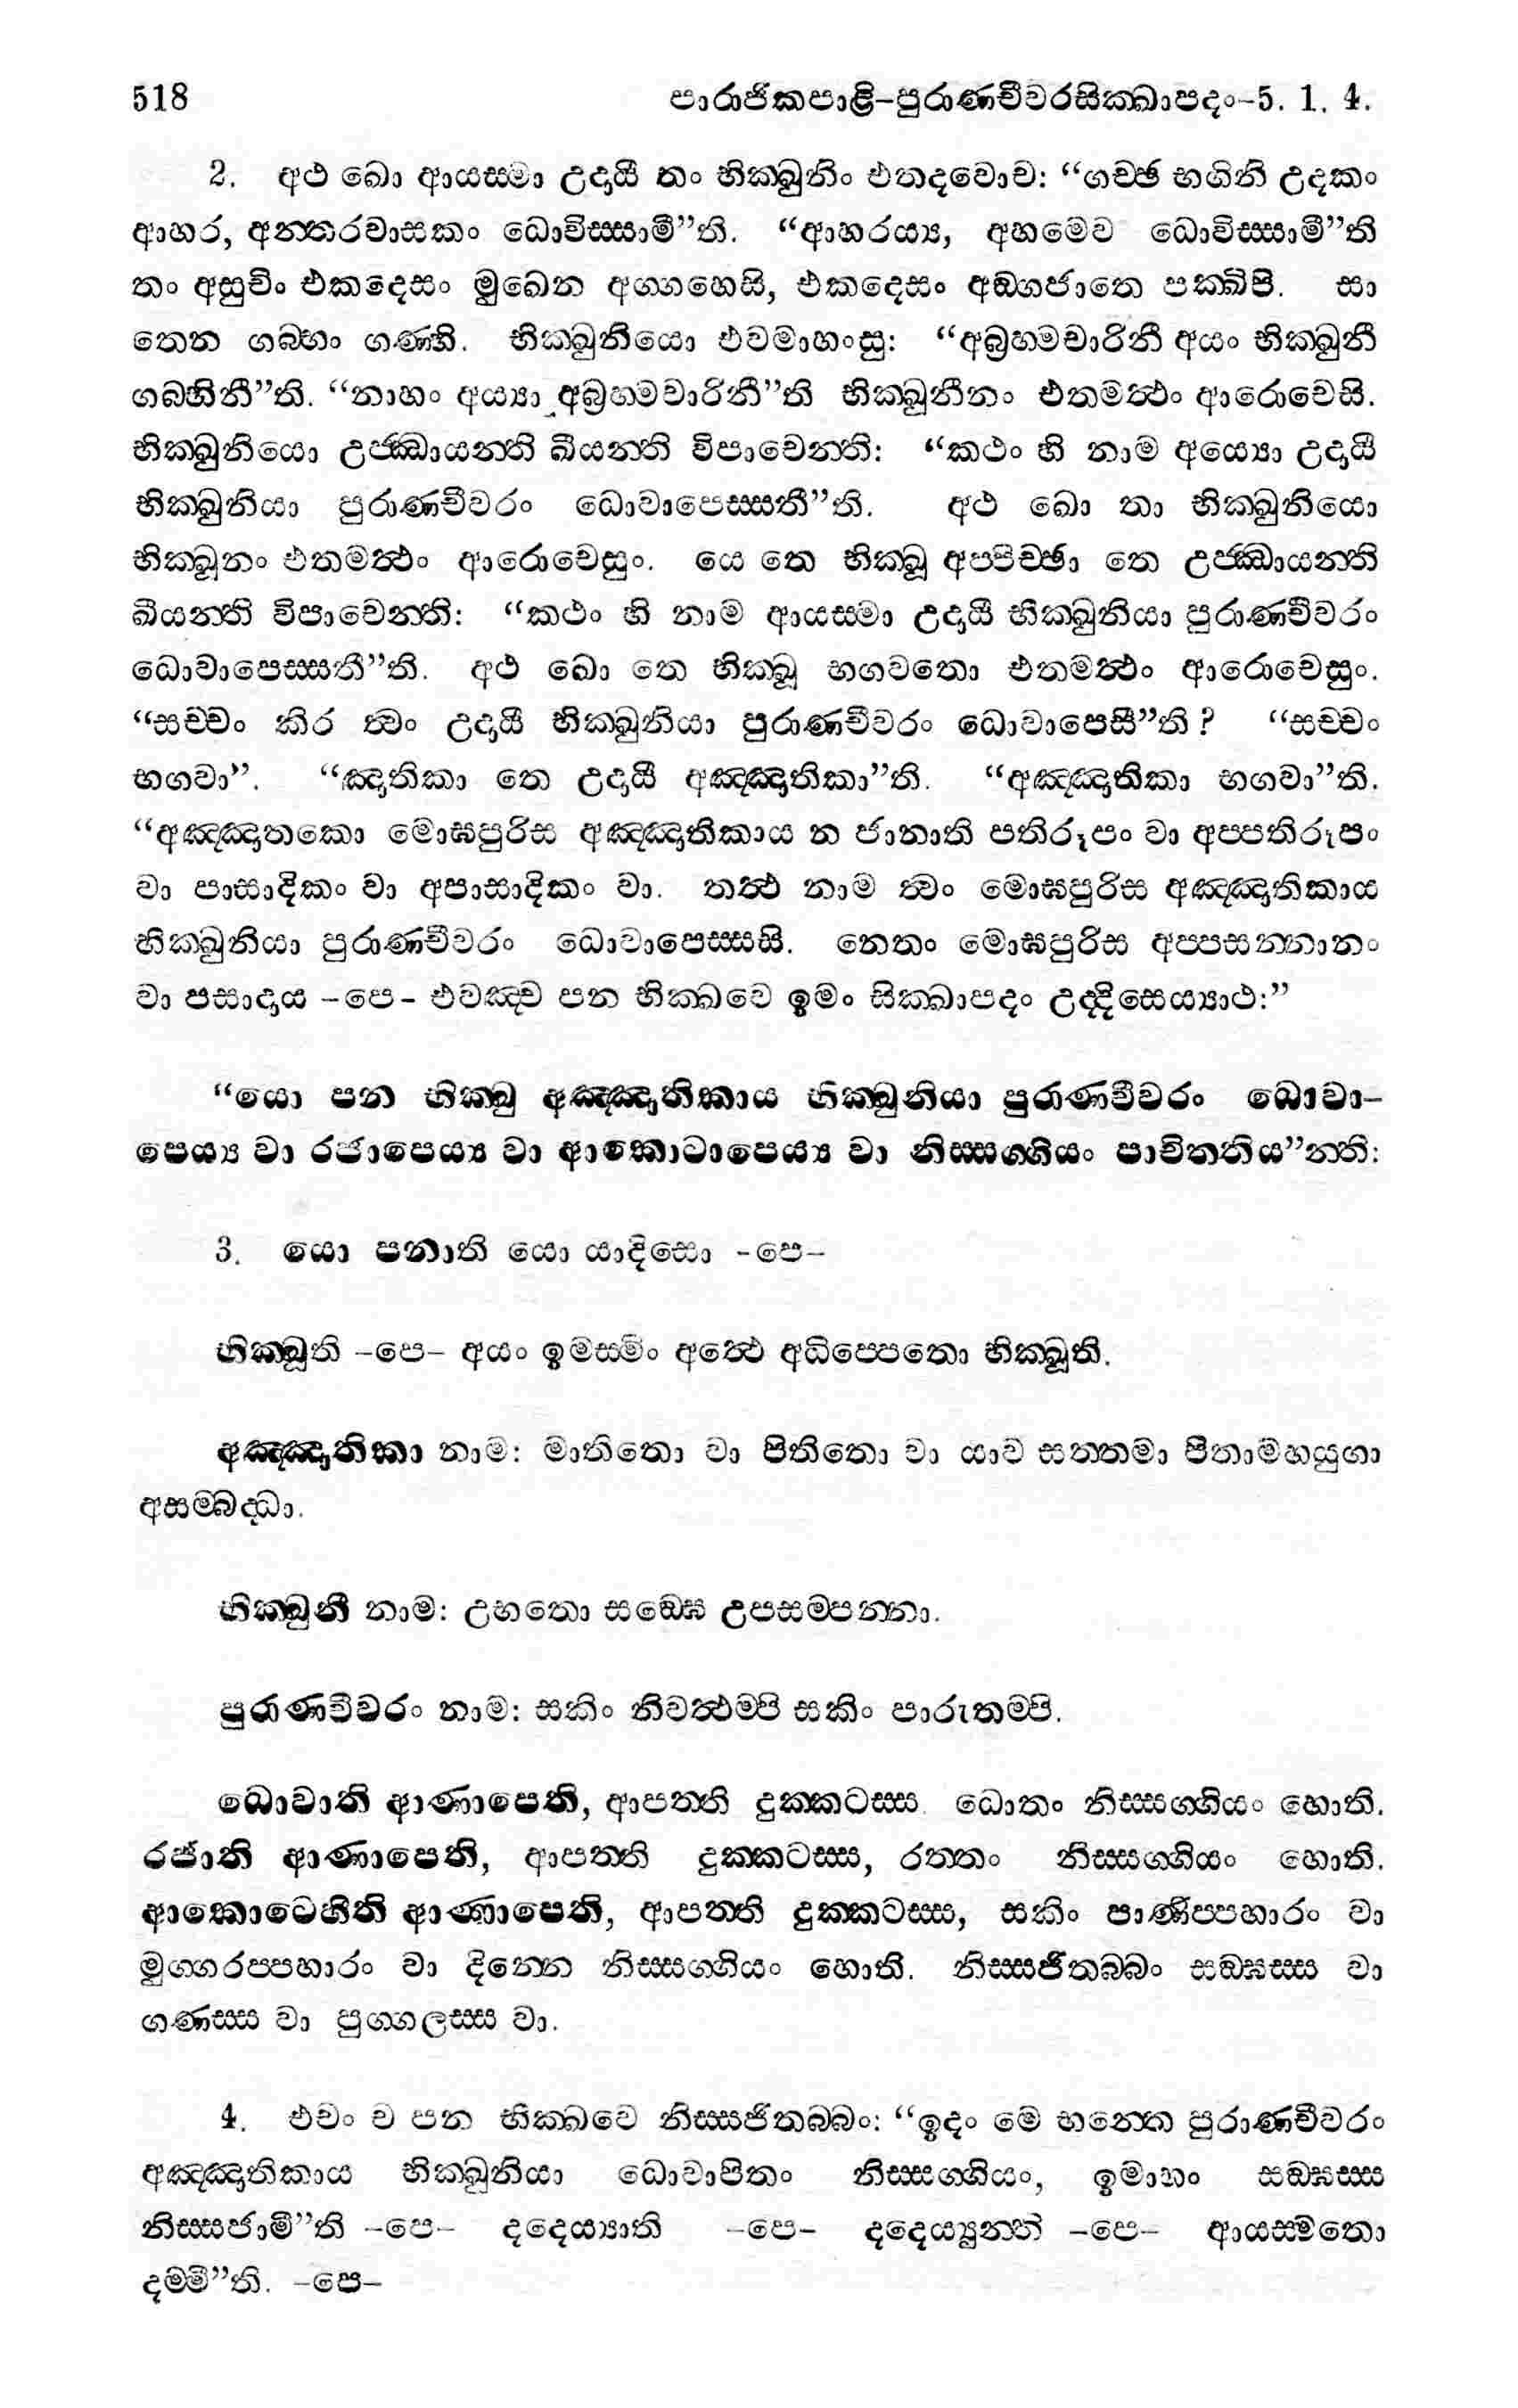 518 පාරාජිකපාළි-පුරාණචීවරසික්ඛාපදං-5. 1. 4.
2. අථ ඛො ආයස්මා උදායී තං භික්ඛුනිං එතදවොච: “ගච්ඡ භගිනි උදකං
ආහර, අන්තරවාසකං ධොවිස්සාමී”ති. “ආහරය්‍ය, අහමෙව ධොවිස්සාමී”ති
තං අසුචිං එකදෙසං මුඛෙන අග්ගහෙසි, එකදෙසං අඞ්ගජාතෙ පක්ඛිපි. සා
තෙන ගබ්භං ගණ්හි. භික්ඛුනියො එවමාහංසු: “අබ්‍රහ්මචාරිනී අයං භික්ඛුනී
ගබ්භිනී”ති. “නාහං අය්‍යා අබ්‍රහ්මචාරිනී”ති භික්ඛුනීනං එතමත්ථං ආරොචෙසි.
භික්ඛුනියො උජ්ඣායන්ති ඛීයන්ති විපාචෙන්ති: “කථං හි නාම අය්‍යො උදායී
භික්ඛුනියා පුරාණචීවරං ධොවාපෙස්සතී”ති. අථ ඛො තා භික්ඛුනියො
භික්ඛූනං එතමත්ථං ආරොචෙසුං. යෙ තෙ භික්ඛූ අප්පිච්ඡා තෙ උජ්ඣායන්ති
ඛීයන්ති විපාචෙන්ති: “කථං හි නාම ආයස්මා උදායී භික්ඛුනියා පුරාණචීවරං
ධොවාපෙස්සතී”ති. අථ ඛො තෙ භික්ඛූ භගවතො එතමත්ථං ආරොචෙසුං.
“සච්චං කිර ත්වං උදායී භික්ඛුනියා පුරාණචීවරං ධොවාපෙසී”ති? “සච්චං
භගවා”. “ඤාතිකා තෙ උදායී අඤ්ඤාතිකා”ති. “අඤ්ඤාතිකා භගවා”ති.
“අඤ්ඤාතකො මොඝපුරිස අඤ්ඤාතිකාය න ජානාති පතිරූපං වා අප්පතිරූපං
වා පාසාදිකං වා අපාසාදිකං වා. තත්ථ නාම ත්වං මොඝපුරිස අඤ්ඤාතිකාය
භික්ඛුනියා පුරාණචීවරං ධොවාපෙස්සසි. නෙතං මොඝපුරිස අප්පසන්නානං
වා පසාදාය -පෙ- එවඤ්ච පන භික්ඛවෙ ඉමං සික්ඛාපදං උද්දිසෙය්‍යාථ:”
“යො පන භික්ඛු අඤ්ඤාතිකාය භික්ඛුනියා පුරාණචීවරං ධොවා-
පෙය්‍ය වා රජාපෙය්‍ය වා ආකොටාපෙය්‍ය වා නිස්සග්ගියං පාචිත්තිය”න්ති:
3. යො පනාති යො යාදිසො -පෙ-
භික්ඛූති -පෙ- අයං ඉමස්මිං අත්ථෙ අධිප්පෙතො භික්ඛූති.
අඤ්ඤාතිකා නාම: මාතිතො වා පිතිතො වා යාව සත්තමා පිතාමහයුගා
අසම්බද්ධා.
භික්ඛුනී නාම: උභතො සඞ්ඝෙ උපසම්පන්නා.
පුරාණචීවරං නාම: සකිං නිවත්ථම්පි සකිං පාරුතම්පි.
ධොවාති ආණාපෙති, ආපත්ති දුක්කටස්ස. ධොතං නිස්සග්ගියං හොති.
රජාති ආණාපෙති, ආපත්ති දුක්කටස්ස, රත්තං නිස්සග්ගියං හොති.
ආකොටෙහීති ආණාපෙති, ආපත්ති දුක්කටස්ස, සකිං පාණිප්පහාරං වා
මුග්ගරප්පහාරං වා දින්නෙ නිස්සග්ගියං හොති. නිස්සජිතබ්බං සඞ්ඝස්ස වා
ගණස්ස වා පුග්ගලස්ස වා.
4. එවං ච පන භික්ඛවෙ නිස්සජිතබ්බං: “ඉදං මෙ භන්තෙ පුරාණචීවරං
අඤ්ඤාතිකාය භික්ඛුනියා ධොවාපිතං නිස්සග්ගියං, ඉමාහං සඞ්ඝස්ස
නිස්සජාමී”ති -පෙ- දදෙය්‍යාති -පෙ- දදෙය්‍යුන්ති -පෙ- ආයස්මතො
දම්මී”ති. -පෙ-